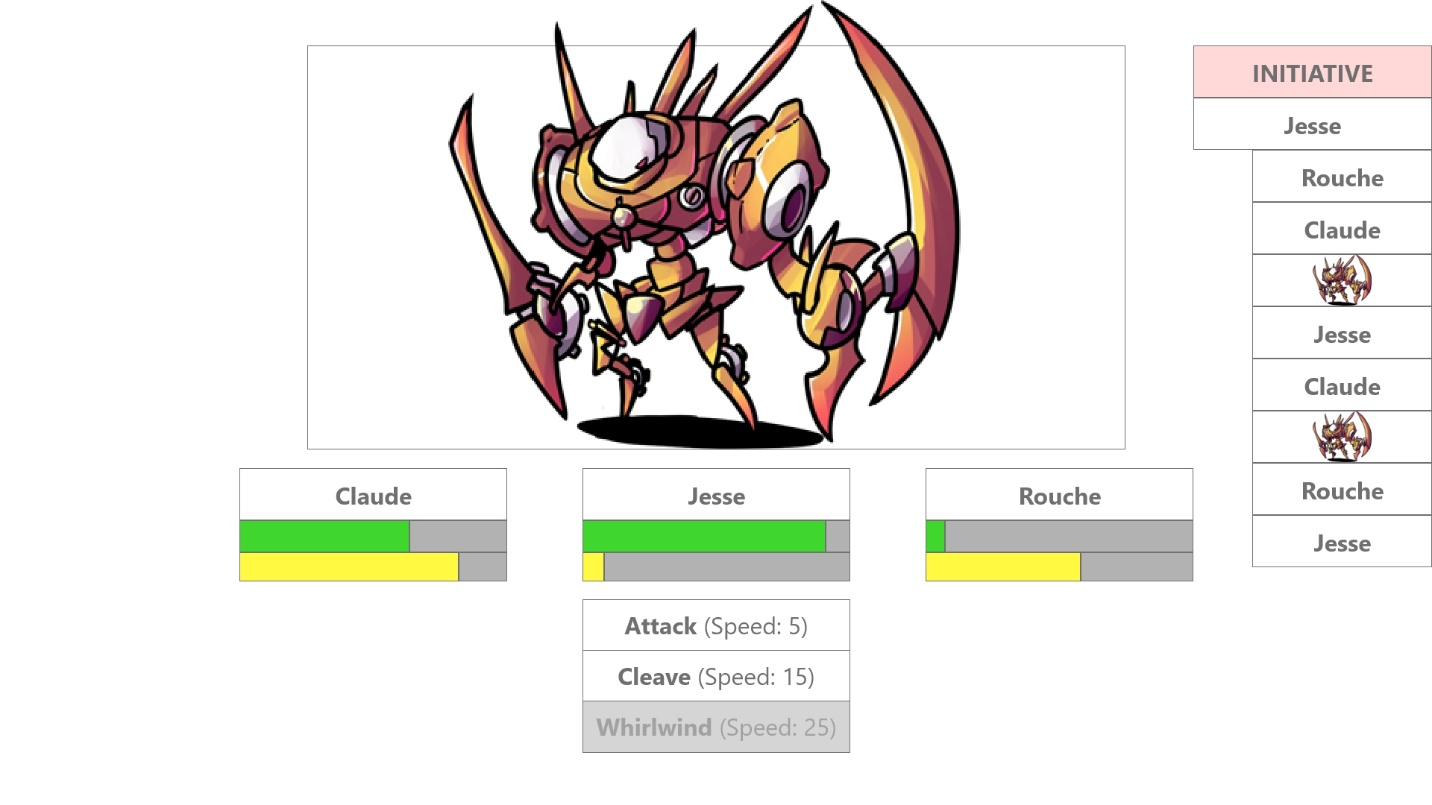 INITIATIVE
Jesse
Rouche
Claude
Jesse
Claude
Rouche
Jesse
Claude
Jesse
Rouche
Attack (Speed: 5)
Cleave (Speed: 15)
Whirlwind (Speed: 25)